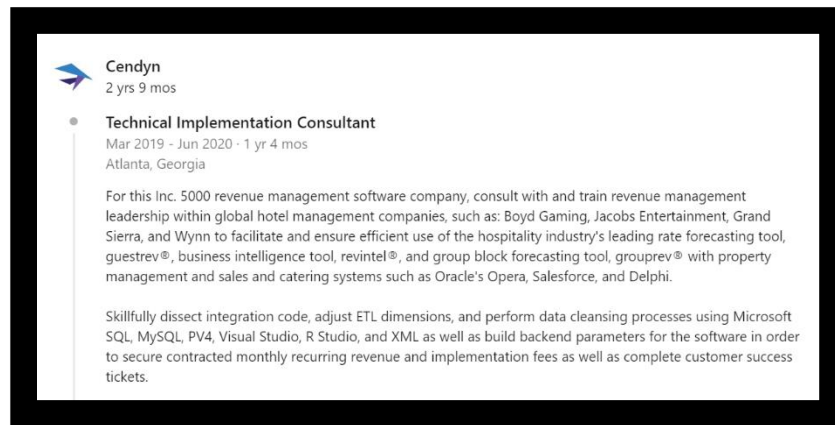 Cendyn
2 yrs 9 mos
Technical Implementation Consultant
Mar 2019 - Jun 2020 · 1 yr 4 mos
Atlanta, Georgia
For this Inc. 5000 revenue management software company, consult with and train revenue management
leadership within global hotel management companies, such as: Boyd Gaming, Jacobs Entertainment, Grand
Sierra, and Wynn to facilitate and ensure efficient use of the hospitality industry's leading rate forecasting tool,
guestrev®, business intelligence tool, revintel®, and group block forecasting tool, grouprev® with property
management and sales and catering systems such as Oracle's Opera, Salesforce, and Delphi.
Skillfully dissect integration code, adjust ETL dimensions, and perform data cleansing processes using Microsoft
SQL, MySQL, PV4, Visual Studio, R Studio, and XML as well as build backend parameters for the software in order
to secure contracted monthly recurring revenue and implementation fees as well as complete customer success
tickets.